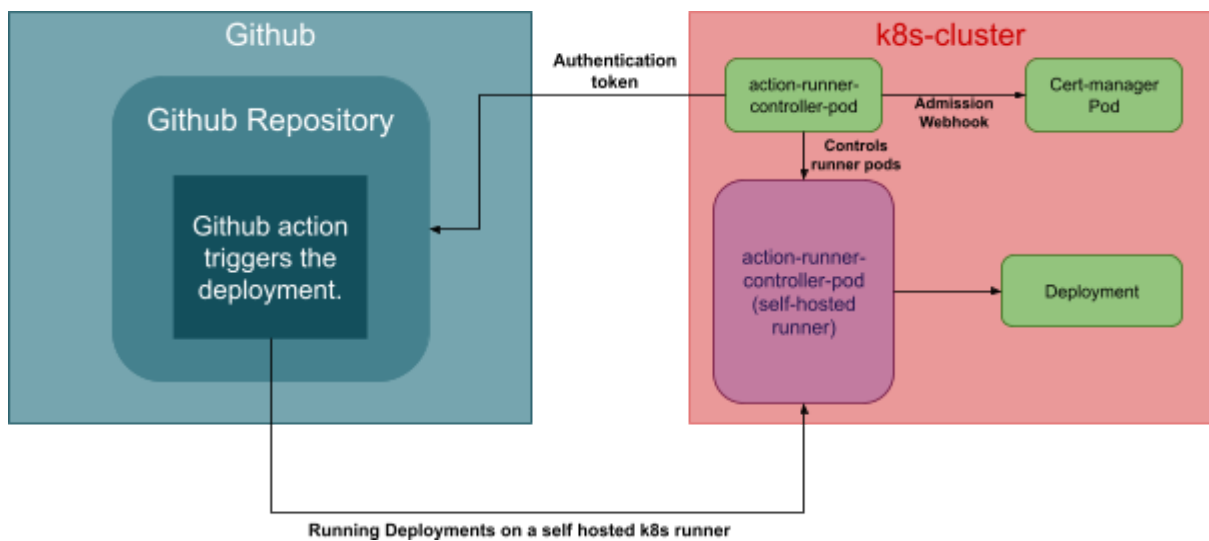 Github
Github Repository
Github action
triggers the
deployment.
Authentication
token
k8s-cluster
action-runner-
controller-pod
Admission
Webhook
Cert-manager
Pod
Controls
runner pods
action-runner-
controller-pod
(self-hosted
runner)
Deployment
Running Deployments on a self hosted k8s runner